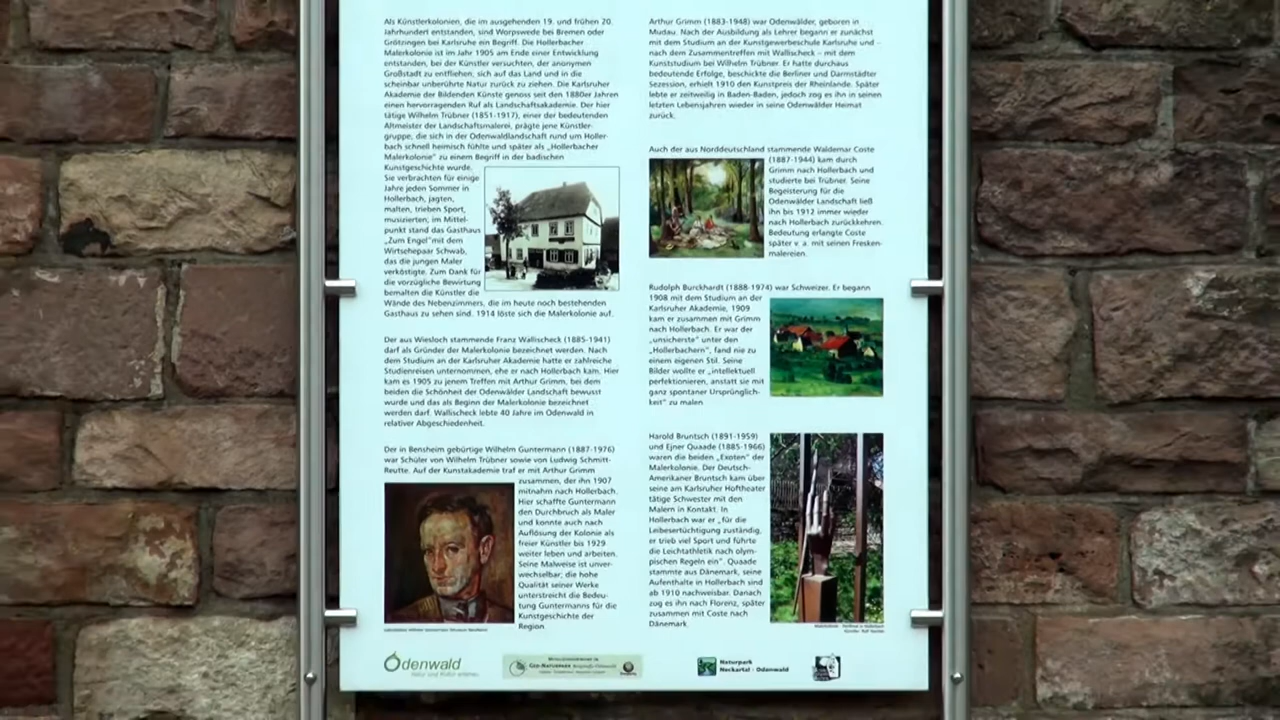 Als Künstlerkolonien, die im ausgehenden 19. und frühen 20.
Jahrhundert entstanden, sind Worpswede bei Bremen oder
Grötzingen bei Karlsruhe ein Begriff. Die Hollerbacher
Malerkolonie ist im Jahr 1905 am Ende einer Entwicklung
entstanden, bei der Künstler versuchten, der anonymen
Großstadt zu entfliehen, sich auf das Land und in die
scheinbar unberührte Natur zurück zu ziehen. Die Karlsruher
Akademie der Bildenden Künste genoss seit den 1880er Jahren
einen hervorragenden Ruf als Landschaftsakademie. Der hier
tätige Wilhelm Trübner (1851-1917), einer der bedeutenden
Altmeister der Landschaftsmalerei, prägte jene Künstler-
gruppe, die sich in der Odenwaldlandschaft rund um Holler-
bach schnell heimisch fühlte und später als „Hollerbacher
Malerkolonie" zu einem Begriff in der badischen
Kunstgeschichte wurde.
Sie verbrachten für einige
Jahre jeden Sommer in
Hollerbach, jagten,
malten, trieben Sport,
musizierten; im Mittel-
punkt stand das Gasthaus
„Zum Engel"mit dem
Wirtsehepaar Schwab,
das die jungen Maler
verköstigte. Zum Dank für
die vorzügliche Bewirtung
bemalten die Künstler die
Wände des Nebenzimmers, die im heute noch bestehenden
Gasthaus zu sehen sind. 1914 löste sich die Malerkolonie auf.
Der aus Wiesloch stammende Franz Wallischeck (1885-1941)
darf als Gründer der Malerkolonie bezeichnet werden. Nach
dem Studium an der Karlsruher Akademie hatte er zahlreiche
Studienreisen unternommen, ehe er nach Hollerbach kam. Hier
kam es 1905 zu jenem Treffen mit Arthur Grimm, bei dem
beiden die Schönheit der Odenwälder Landschaft bewusst
wurde und das als Beginn der Malerkolonie bezeichnet
werden darf. Wallischeck lebte 40 Jahre im Odenwald in
relativer Abgeschiedenheit.
Der in Bensheim gebürtige Wilhelm Guntermann (1887-1976)
war Schüler von Wilhelm Trübner sowie von Ludwig Schmitt-
Reutte. Auf der Kunstakademie traf er mit Arthur Grimm
zusammen, der ihn 1907
mitnahm nach Hollerbach.
Hier schaffte Guntermann
den Durchbruch als Maler
und konnte auch nach
Auflösung der Kolonie als
freier Künstler bis 1929
weiter leben und arbeiten.
Seine Malweise ist unver-
wechselbar; die hohe
Qualität seiner Werke
unterstreicht die Bedeu-
tung Guntermanns für die
Kunstgeschichte der
Region.
Odenwald
Natur und Kultur erleben.
Geo-Naturpark
Arthur Grimm (1883-1948) war Odenwälder, geboren in
Mudau. Nach der Ausbildung als Lehrer begann er zunächst
mit dem Studium an der Kunstgewerbeschule Karlsruhe und –
nach dem Zusammentreffen mit Wallischeck – mit dem
Kunststudium bei Wilhelm Trübner. Er hatte durchaus
bedeutende Erfolge, beschickte die Berliner und Darmstädter
Sezession, erhielt 1910 den Kunstpreis der Rheinlande. Später
lebte er zeitweilig in Baden-Baden, jedoch zog es ihn in seinen
letzten Lebensjahren wieder in seine Odenwälder Heimat
zurück.
Auch der aus Norddeutschland stammende Waldemar Coste
(1887-1944) kam durch
Grimm nach Hollerbach und
studierte bei Trübner. Seine
Begeisterung für die
Odenwälder Landschaft ließ
ihn bis 1912 immer wieder
nach Hollerbach zurückkehren.
Bedeutung erlangte Coste
später v. a. mit seinen Fresken-
malereien.
Rudolph Burckhardt (1888-1974) war Schweizer. Er begann
1908 mit dem Studium an der
Karlsruher Akademie, 1909
kam er zusammen mit Grimm
nach Hollerbach. Er war der
„unsicherste" unter den
„Hollerbachern", fand nie zu
einem eigenen Stil. Seine
Bilder wollte er „intellektuell
perfektionieren, anstatt sie mit
ganz spontaner Ursprünglich-
keit" zu malen.
Harold Bruntsch (1891-1959)
und Ejner Quaade (1885-1966)
waren die beiden „Exoten" der
Malerkolonie. Der Deutsch-
Amerikaner Bruntsch kam über
seine am Karlsruher Hoftheater
tätige Schwester mit den
Malern in Kontakt. In
Hollerbach war er „für die
Leibesertüchtigung zuständig,
er trieb viel Sport und führte
die Leichtathletik nach olym-
pischen Regeln ein". Quaade
stammte aus Dänemark, seine
Aufenthalte in Hollerbach sind
ab 1910 nachweisbar. Danach
zog es ihn nach Florenz, später
zusammen mit Coste nach
Dänemark.
Naturpark
Neckartal - Odenwald